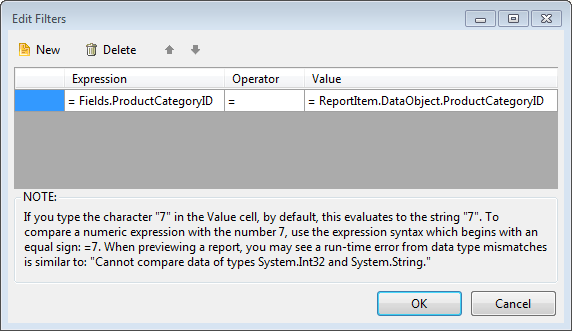 Edit Filters
New Delete
Expression Operator Value
= Fields.ProductCategoryID = = ReportItem.DataObject.ProductCategoryID
NOTE:
If you type the character "7" in the Value cell, by default, this evaluates to the string "7". To
compare a numeric expression with the number 7, use the expression syntax which begins with an
equal sign: =7. When previewing a report, you may see a run-time error from data type mismatches
is similar to: "Cannot compare data of types System.Int32 and System.String."
OK Cancel